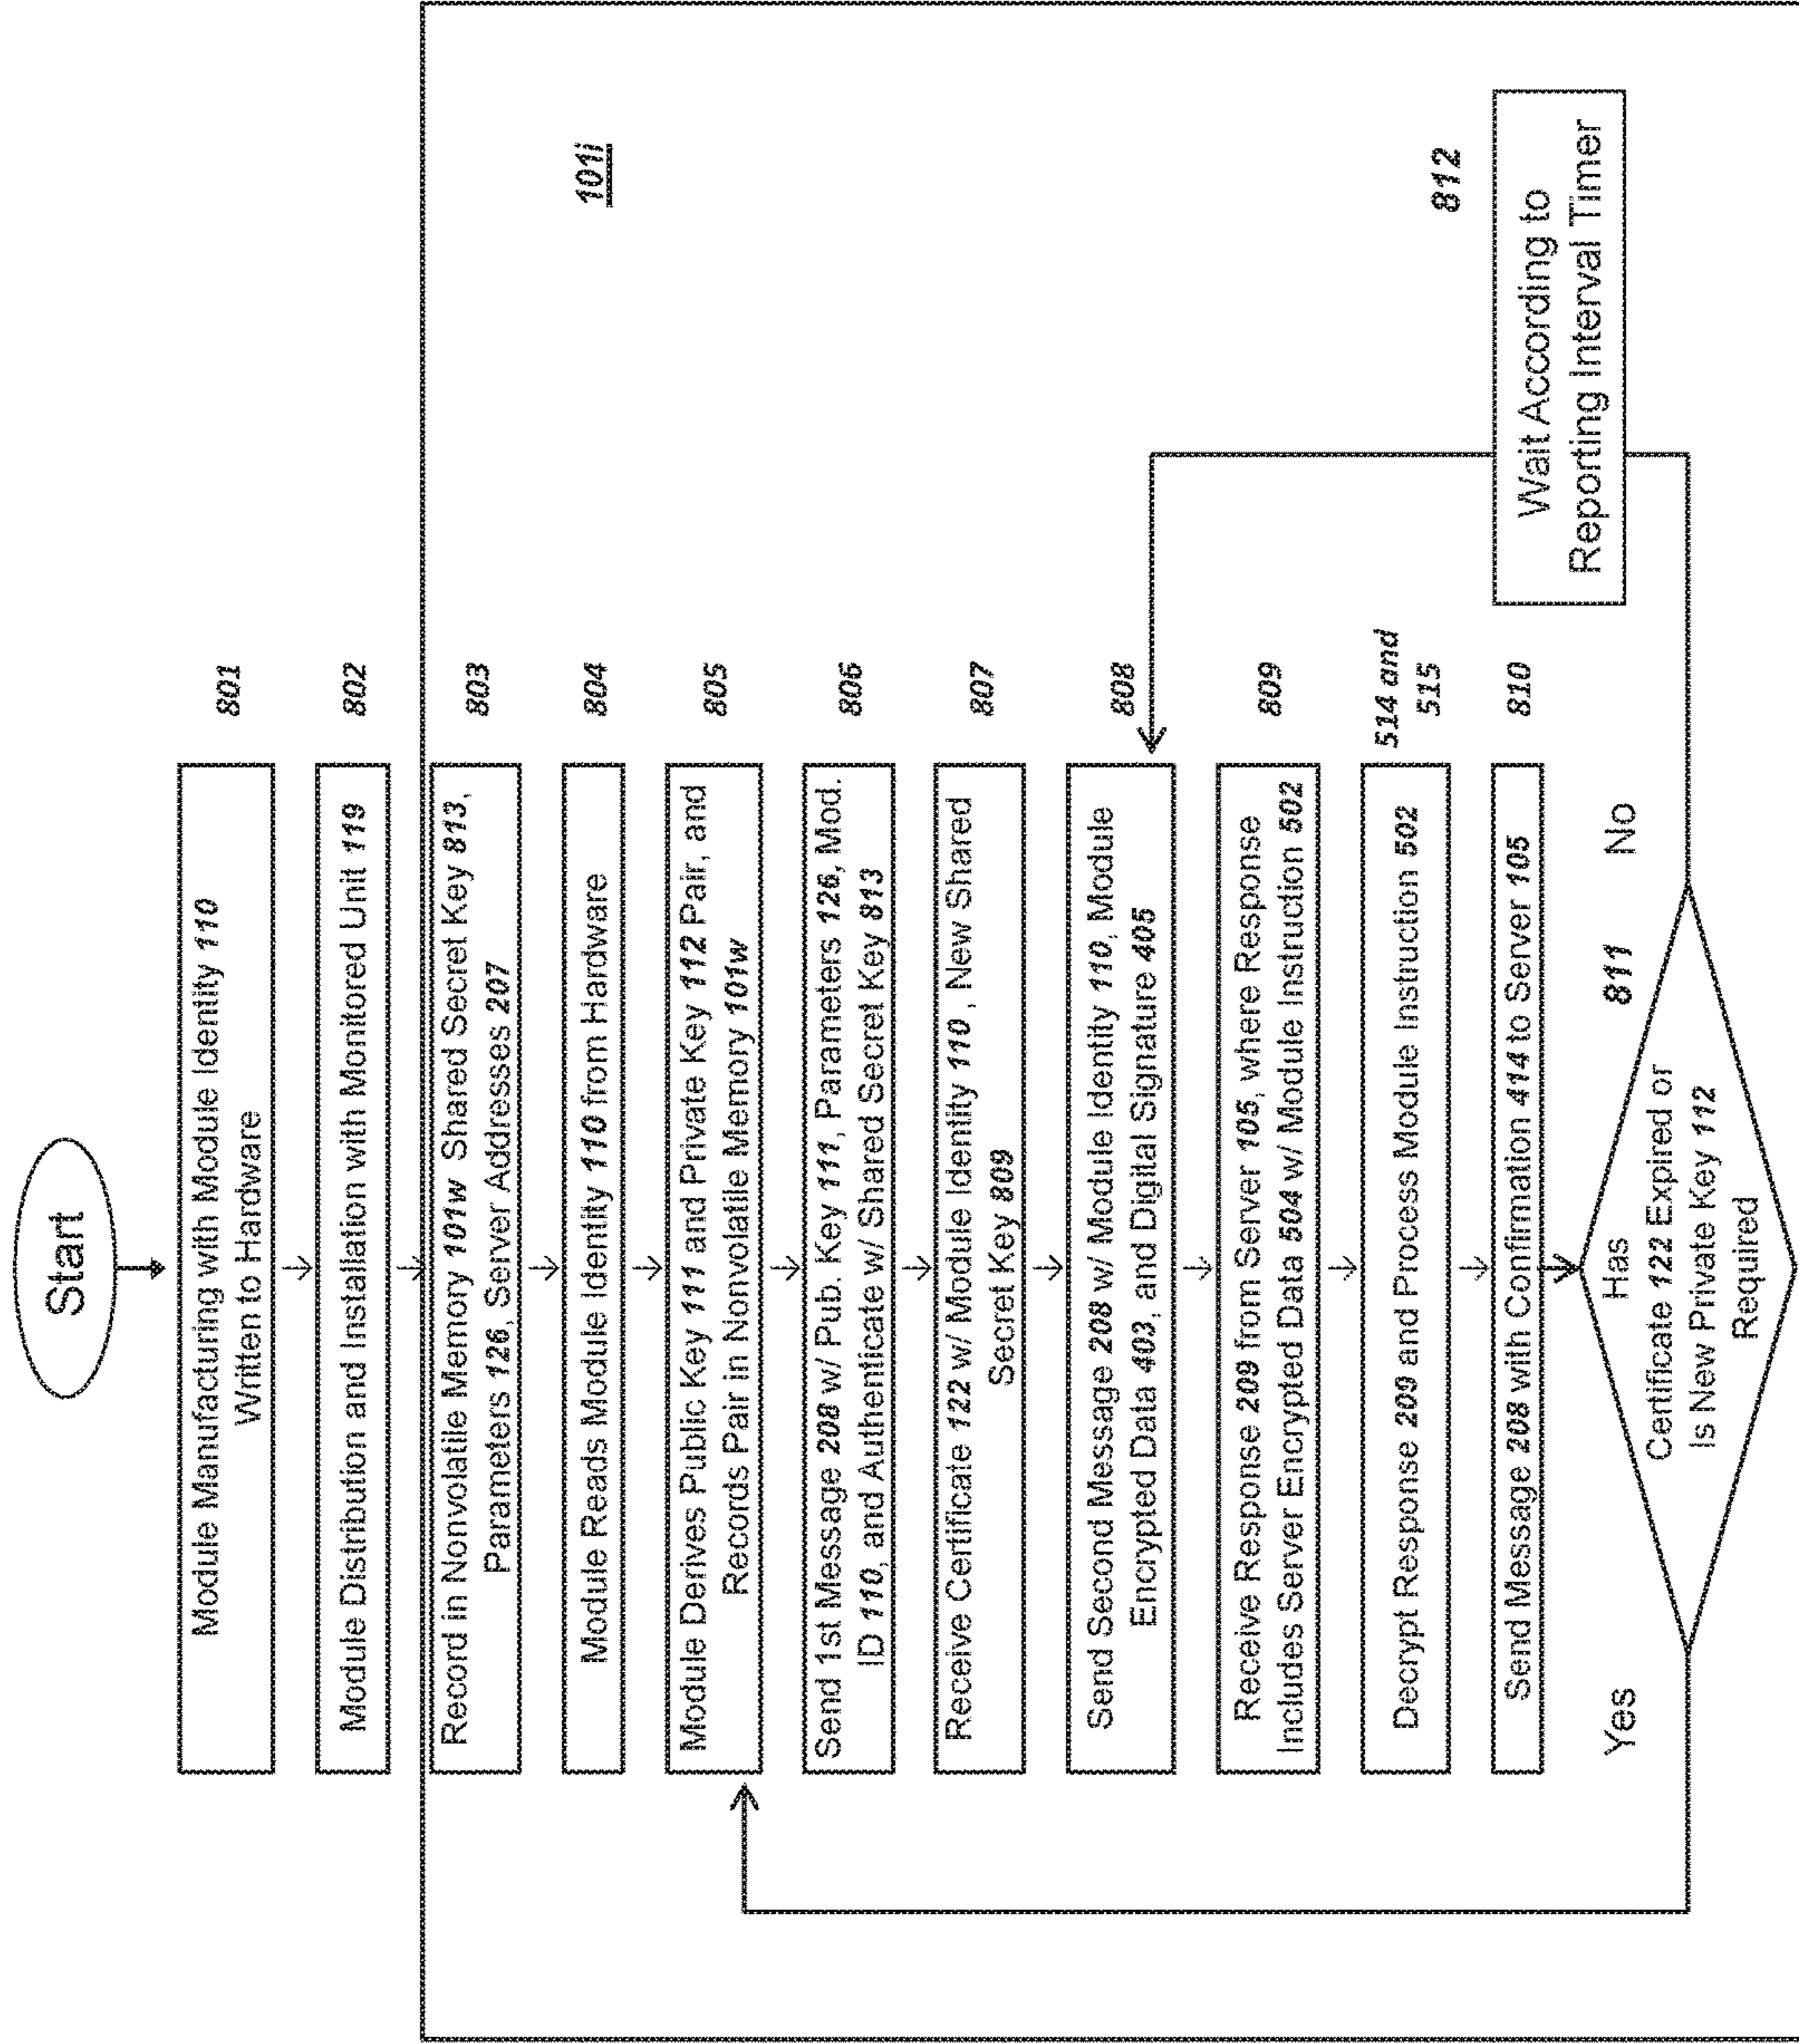 Start
Module Manufacturing with Module Identity 110
Written to Hardware
801
Module Distribution and Installation with Monitored Unit 119
802
Record in Nonvolatile Memory 101w Shared Secret Key 813,
Parameters 126, Server Addresses 207
803
101i
Module Reads Module Identity 110 from Hardware
804
Module Derives Public Key 111 and Private Key 112 Pair, and
Records Pair in Nonvolatile Memory 101w
805
Send 1st Message 208 w/ Pub. Key 111, Parameters 126, Mod.
ID 110, and Authenticate w/ Shared Secret Key 813
806
Receive Certificate 122 w/ Module Identity 110 , New Shared
Secret Key 809
807
Send Second Message 208 w/ Module Identity 110, Module
Encrypted Data 403, and Digital Signature 405
808
Receive Response 209 from Server 105, where Response
Includes Server Encrypted Data 504 w/ Module Instruction 502
809
Decrypt Response 209 and Process Module Instruction 502
514 and
515
Send Message 208 with Confirmation 414 to Server 105
810
812
Wait According to
Reporting Interval Timer
Yes
Has
Certificate 122 Expired or
Is New Private Key 112
Required
811
No